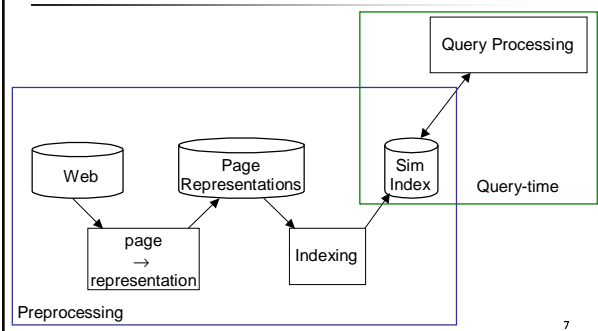 Query Processing
Web
Page
Representations
Sim
Index
Query-time
page
→
representation
Indexing
Preprocessing
7